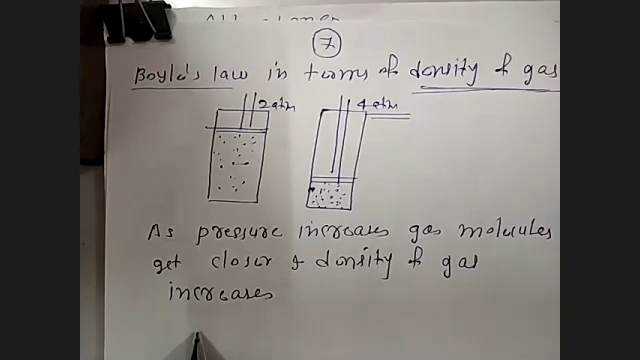 7
Boyle's law in terms of density of gas
2 atm
4 atm
As pressure increases gas molecules
get closer & density of gas
increases